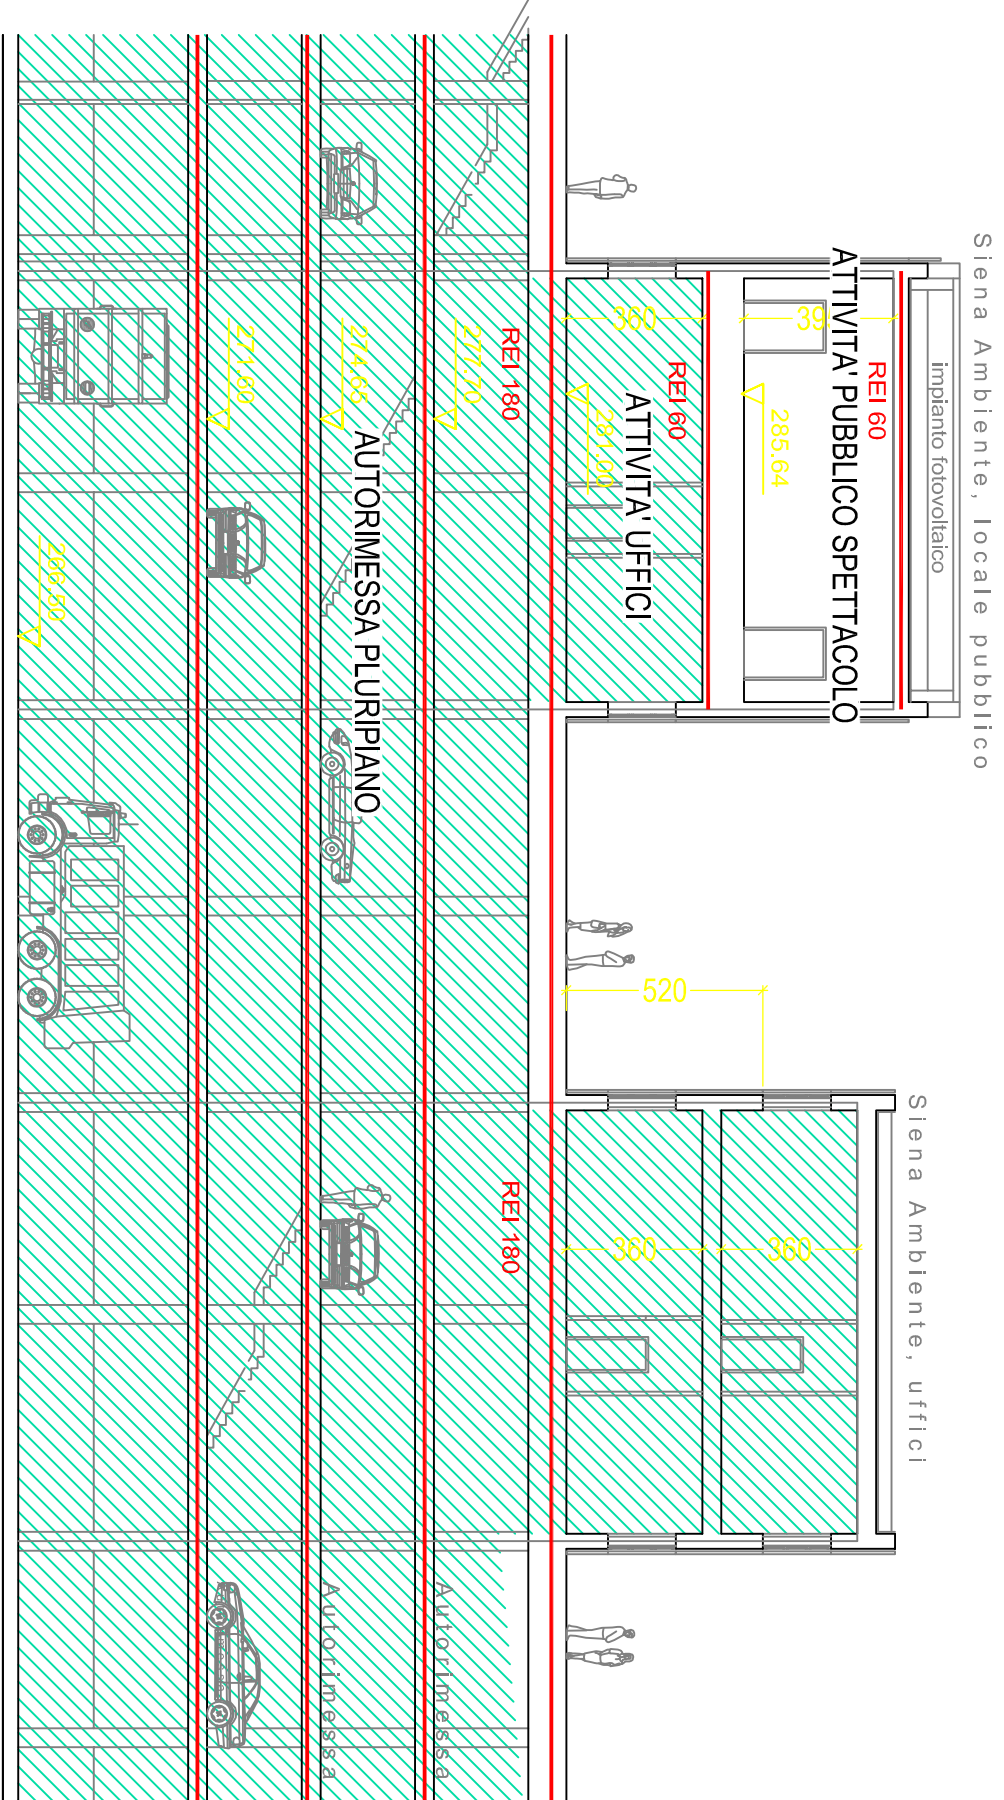 Siena Ambiente, locale pubblico
impianto fotovoltaico
REI 60
ATTIVITA' PUBBLICO SPETTACOLO
39
285.64
REI 60
360
ATTIVITA' UFFICI
281.00
REI 180
277.70
274.65
AUTORIMESSA PLURIPIANO
271.60
266.50
520
Siena Ambiente, uffici
360
360
REI 180
Autorimessa
Autorimessa